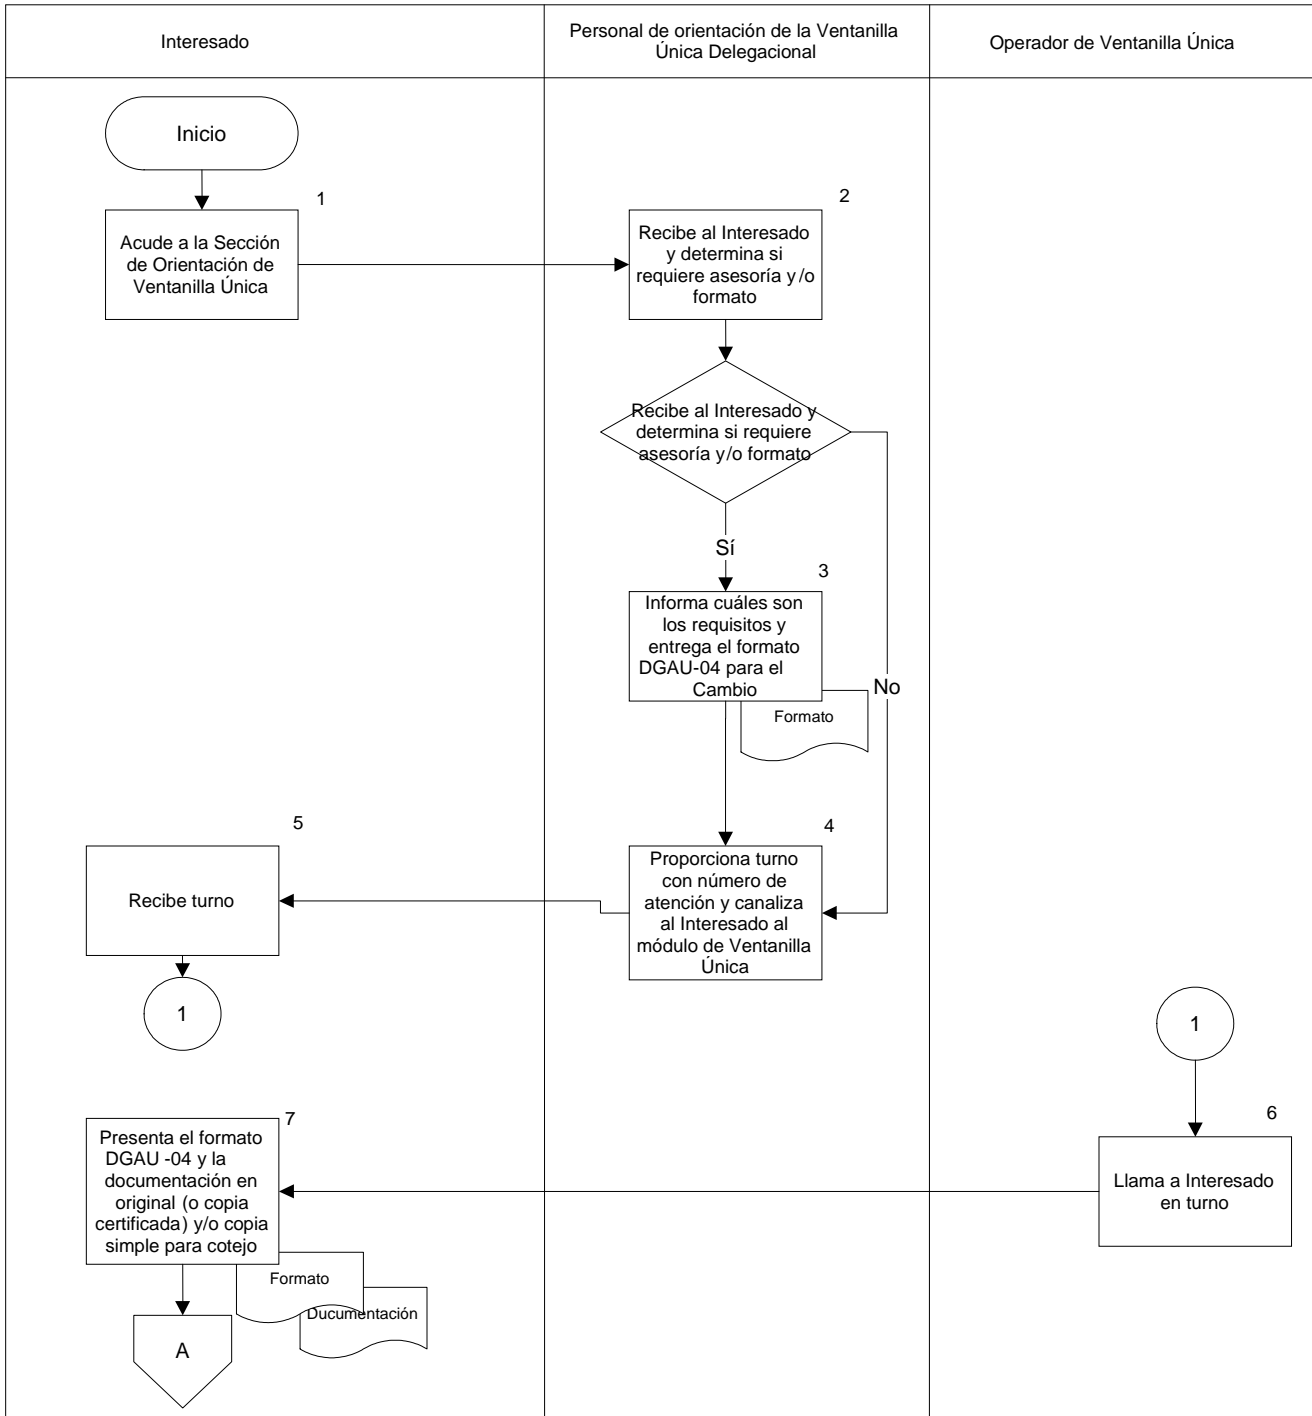 Interesado
Personal de orientación de la Ventanilla
Única Delegacional
Operador de Ventanilla Única
Inicio
1
Acude a la Sección
de Orientación de
Ventanilla Única
2
Recibe al Interesado
y determina si
requiere asesoría y/o
formato
Recibe al Interesado y
determina si requiere
asesoría y/o formato
Sí
No
3
Informa cuáles son
los requisitos y
entrega el formato
DGAU-04 para el
Cambio
Formato
4
Proporciona turno
con número de
atención y canaliza
al Interesado al
módulo de Ventanilla
Única
5
Recibe turno
1
1
6
Llama a Interesado
en turno
7
Presenta el formato
DGAU -04 y la
documentación en
original (o copia
certificada) y/o copia
simple para cotejo
Formato
Ducumentación
A